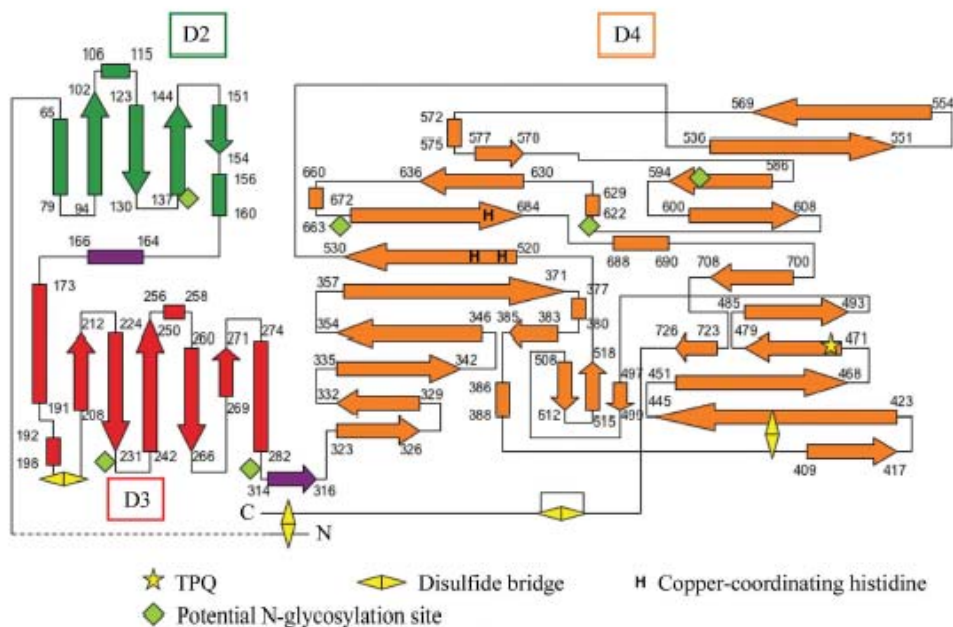 D2
D4
106 115
102 123 144 151
65
154
156
79 94 130 137 160
166 164
173
256 258
212 224 250 260 271 274
191 208 269
192
198 231 242 266 282
314 316
D3
C
N
569 554
572
575 577 578 536 551
660 636 630 594 586
672 629
663 684 622 600 608
H
530 520 688 690
H H
708 700
357 371 377
485 493
354 346 385 383 380
726 723 479 471
335 342 508 518 497 451 468
332 329 386
388 512 515 499 445 423
323 326
409 417
TPQ Disulfide bridge H Copper-coordinating histidine
Potential N-glycosylation site